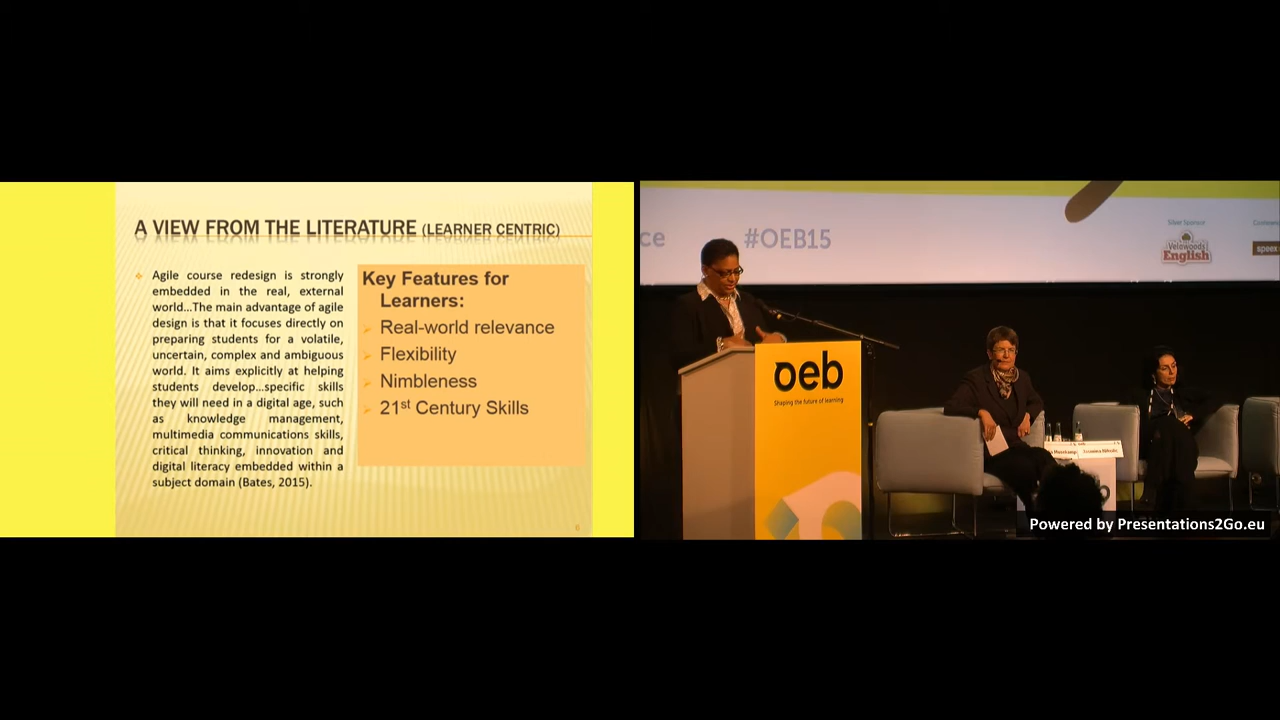 A VIEW FROM THE LITERATURE (LEARNER CENTRIC)
Agile course redesign is strongly
embedded in the real, external
world...The main advantage of agile
design is that it focuses directly on
preparing students for a volatile,
uncertain, complex and ambiguous
world. It aims explicitly at helping
students develop...specific skills
they will need in a digital age, such
as knowledge management,
multimedia communications skills,
critical thinking, innovation and
digital literacy embedded within a
subject domain (Bates, 2015).
Key Features for
Learners:
Real-world relevance
Flexibility
Nimbleness
21st Century Skills
6
ce
#OEB15
Silver Sponsor
Velawoods
English
oeb
Shaping the future of learning
Powered by Presentations2Go.eu